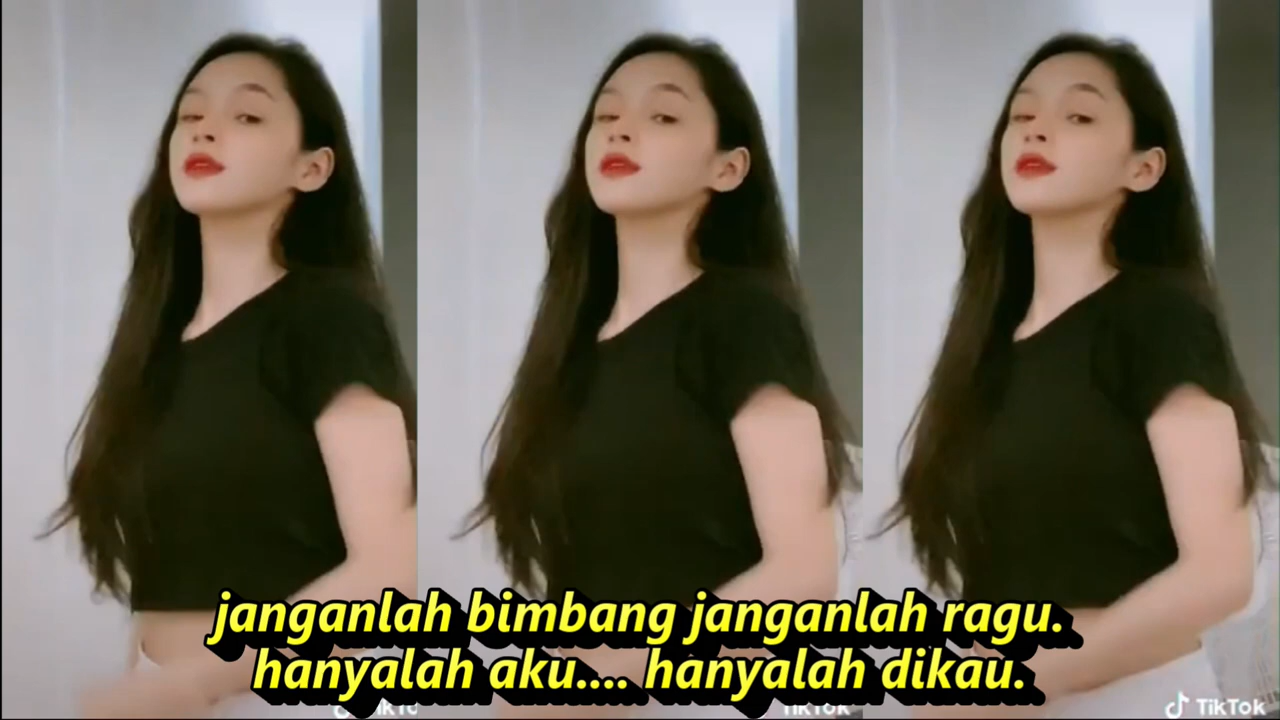 janganlah bimbang janganlah ragu.
hanyalah aku.... hanyalah dikau.
TikTok